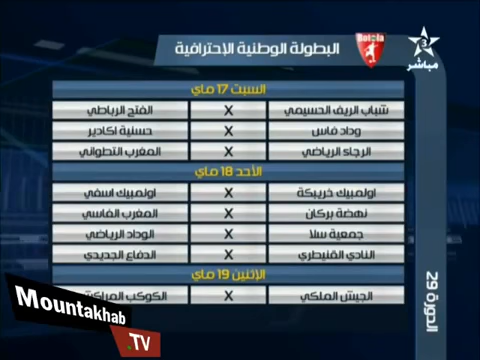 البطولة الوطنية الإحترافية
Botola
3
مباشر
السبت 17 ماي
شباب الريف الحسيمي X الفتح الرباطي
وداد فاس X حسنية اكادير
الرجاء الرياضي X المغرب التطواني
الأحد 18 ماي
اولمبيك خريبكة X اولمبيك اسفي
نهضة بركان X المغرب الفاسي
جمعية سلا X الوداد الرياضي
النادي القنيطري X الدفاع الجديدي
الإثنين 19 ماي
الجيش الملكي X الكوكب المراكشي
الدورة 29
Mountakhab
.TV